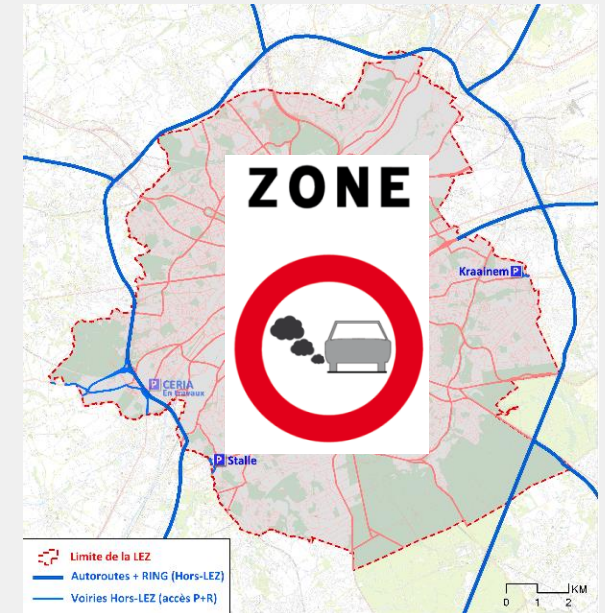 ZONE
Kraainem P
P CERIA
En travaux
P Stalle
Limite de la LEZ
Autoroutes + RING (Hors-LEZ)
Voiries Hors-LEZ (accès P+R)
KM
0 1 2